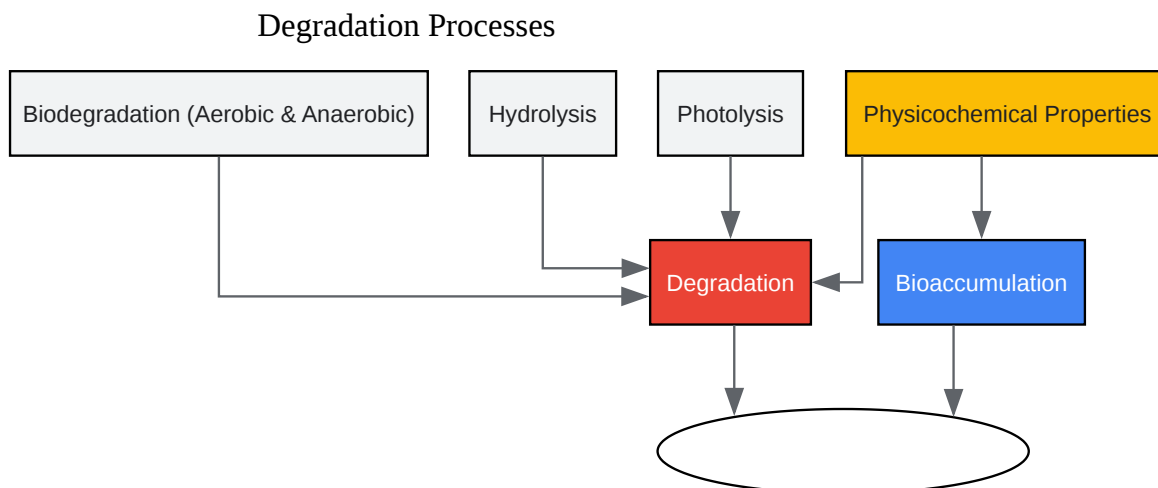 Degradation Processes
Biodegradation (Aerobic & Anaerobic)
Hydrolysis
Photolysis
Physicochemical Properties
Degradation
Bioaccumulation